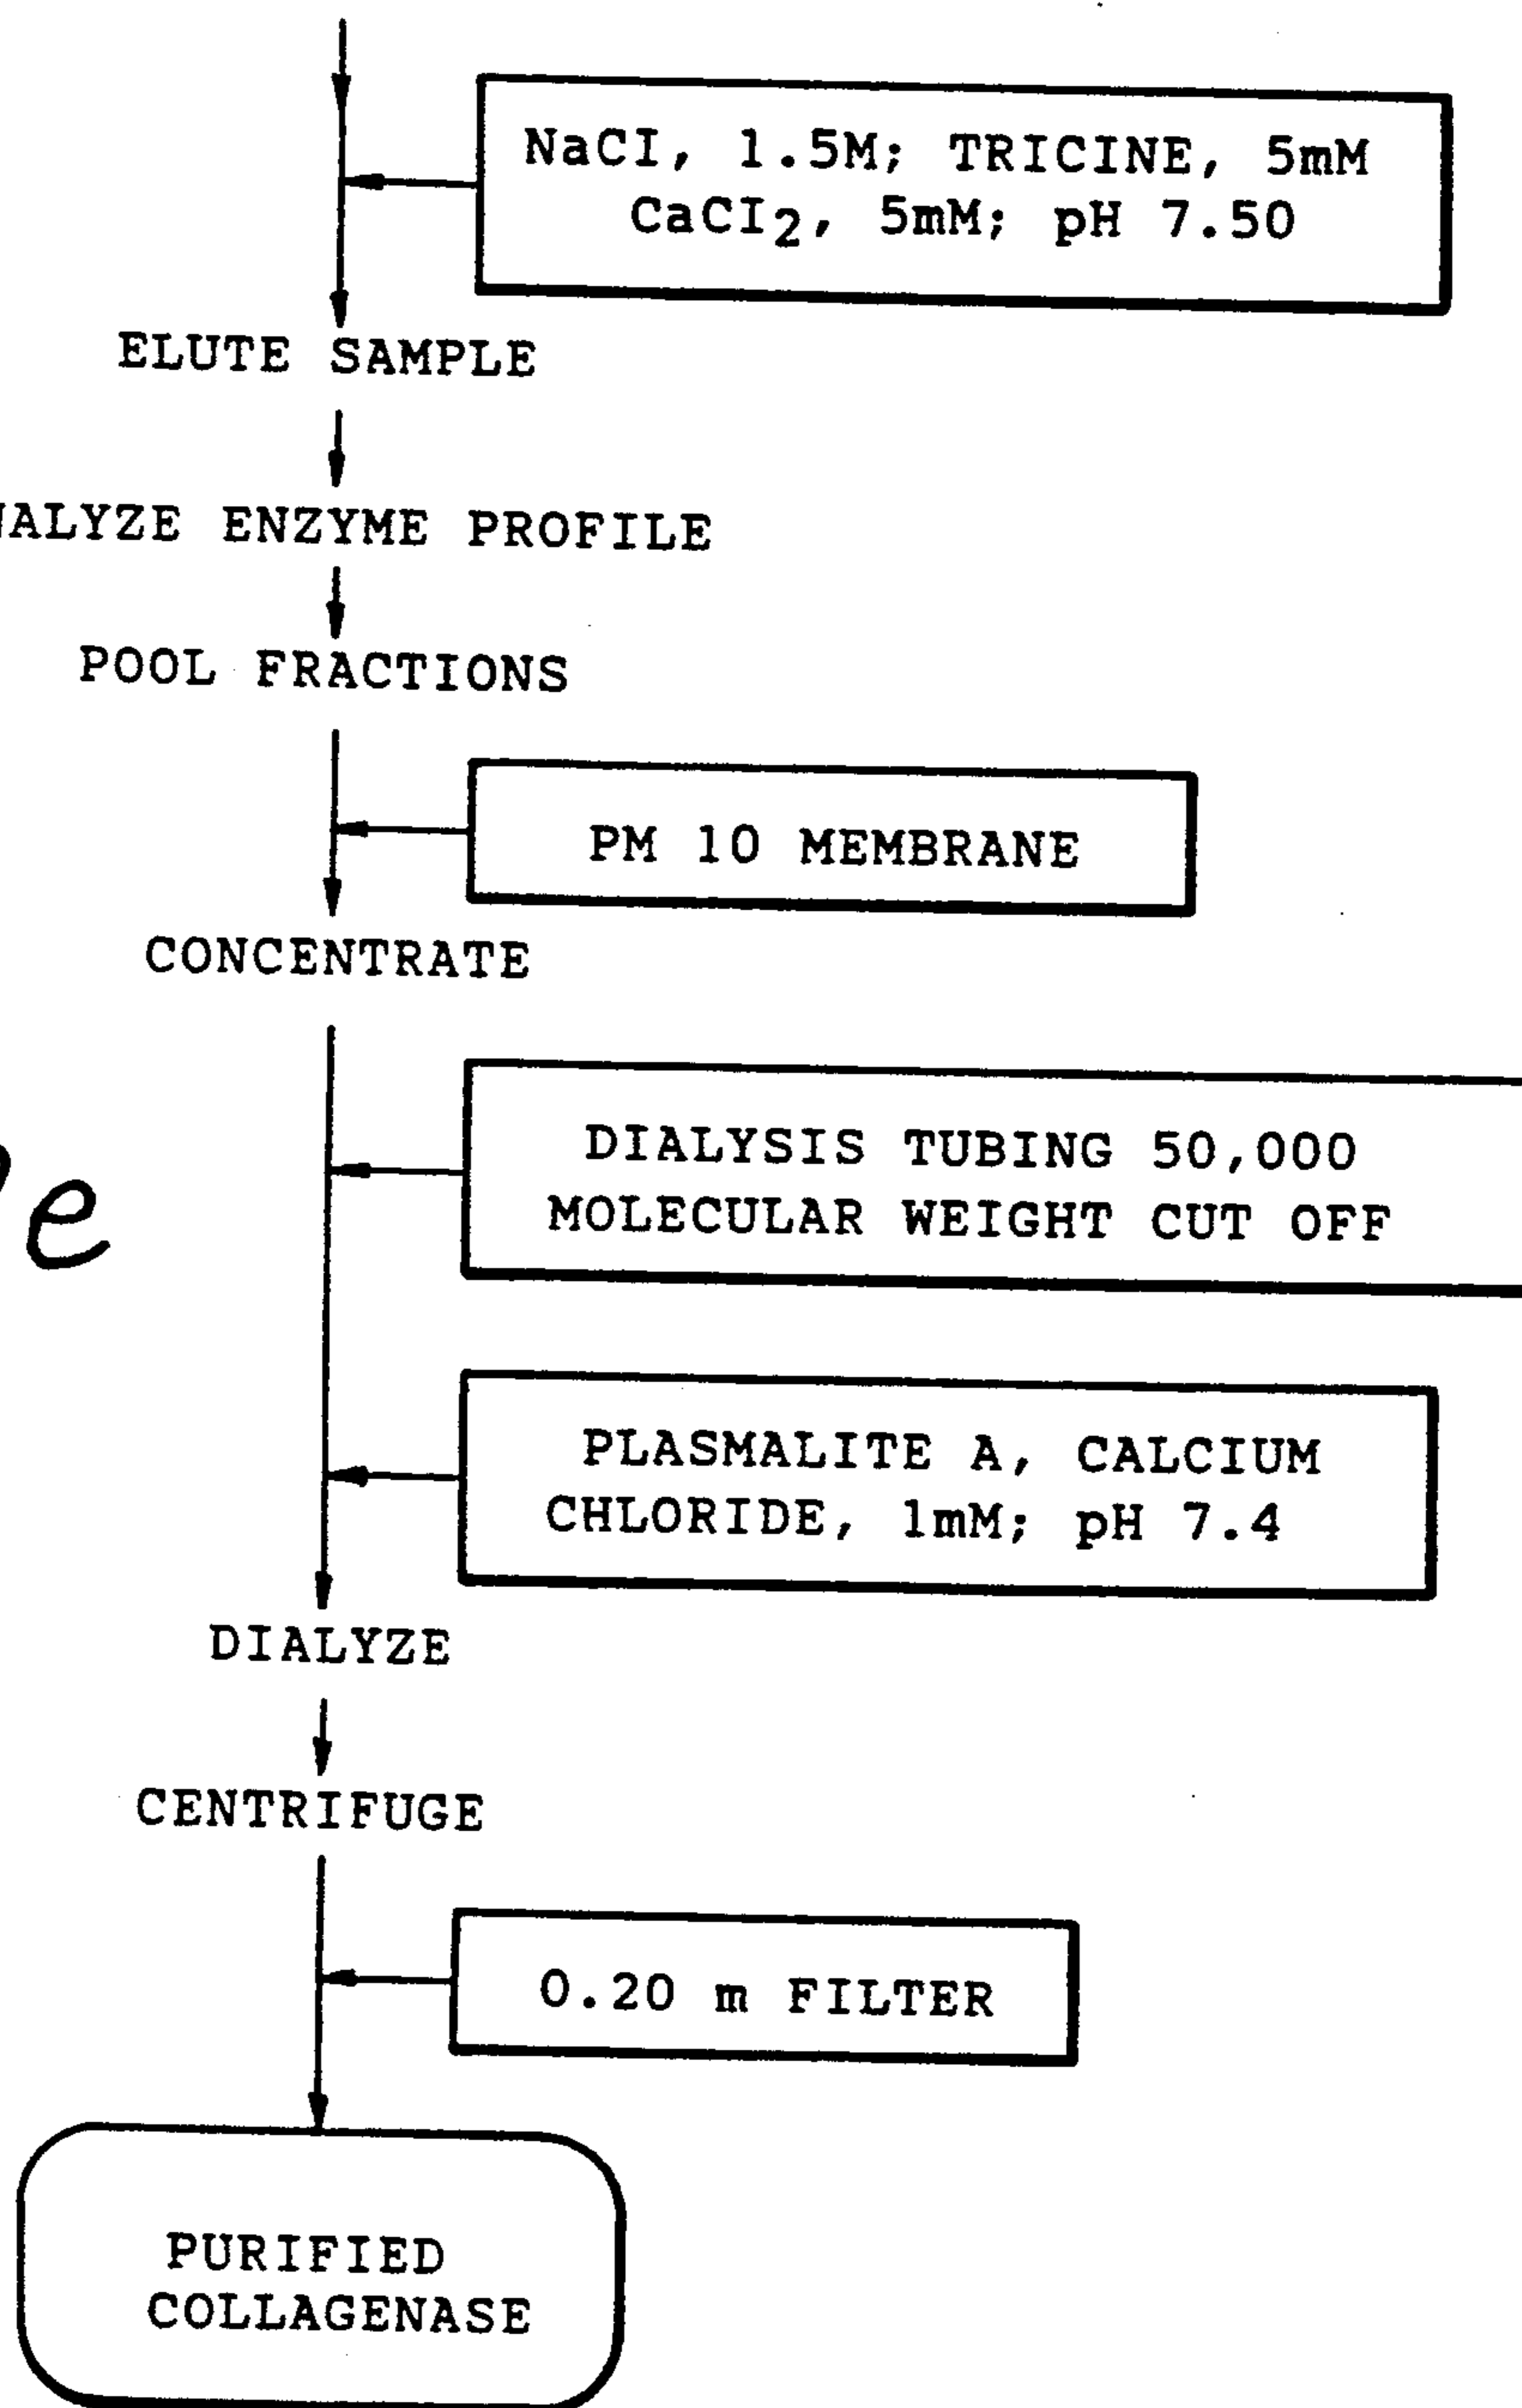 NaCI, 1.5M; TRICINE, 5mM
CaCI2, 5mM; pH 7.50
ELUTE SAMPLE
NALYZE ENZYME PROFILE
POOL FRACTIONS
PM 10 MEMBRANE
CONCENTRATE
DIALYSIS TUBING 50,000
MOLECULAR WEIGHT CUT OFF
e
PLASMALITE A, CALCIUM
CHLORIDE, 1mM; pH 7.4
DIALYZE
CENTRIFUGE
0.20 m FILTER
PURIFIED
COLLAGENASE